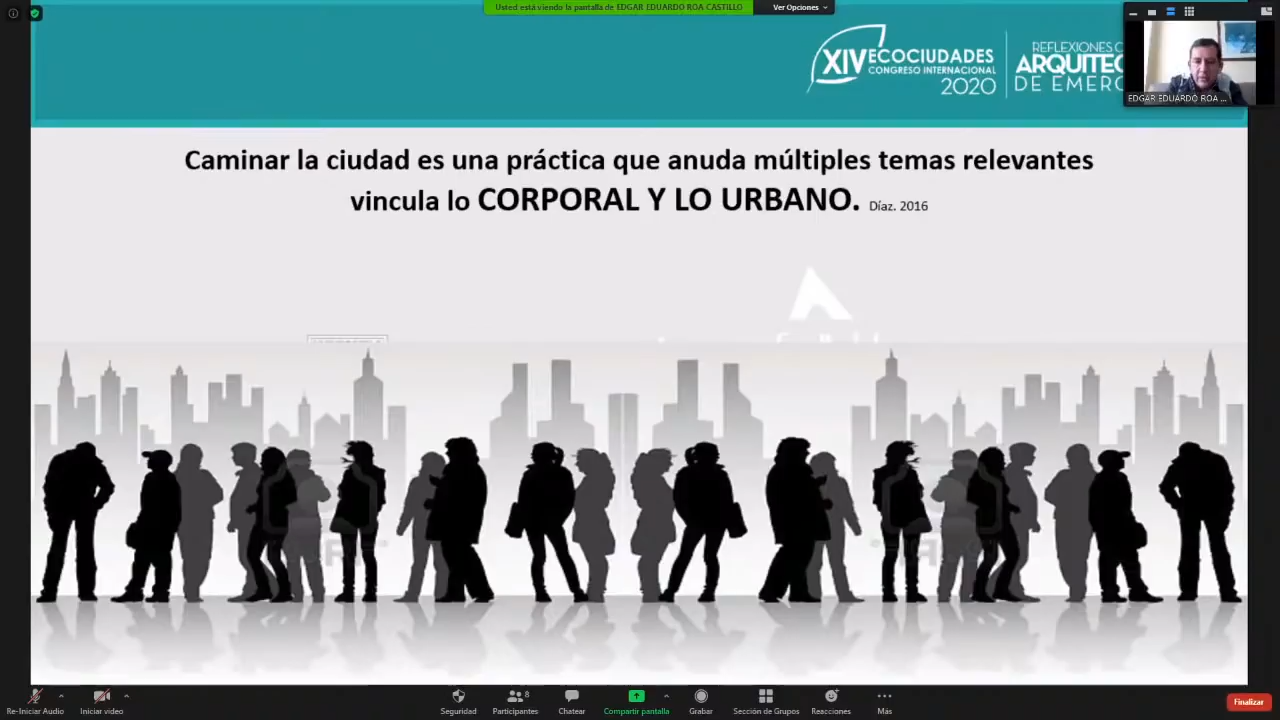 Usted está viendo la pantalla de EDGAR EDUARDO ROA CASTILLO
Ver Opciones
XIV ECOCIUDADES
CONGRESO INTERNACIONAL
2020
REFLEXIONES
ARQUITEC
DE EMERG
EDGAR EDUARDO ROA ...
Caminar la ciudad es una práctica que anuda múltiples temas relevantes
vincula lo CORPORAL Y LO URBANO. Díaz. 2016
Re-Iniciar Audio
Iniciar video
Seguridad
8
Participantes
Chatear
Compartir pantalla
Grabar
Sección de Grupos
Reacciones
Más
Finalizar